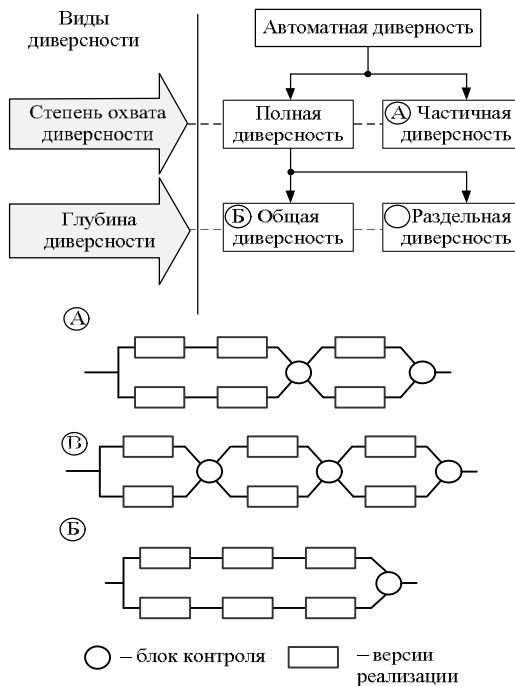 Виды
диверсности
Автоматная диверность
Степень охвата
диверсности
Полная
диверсность
А Частичная
диверсность
Глубина
диверсности
Б Общая
диверсность
Раздельная
диверсность
А
В
Б
– блок контроля
– версии
реализации